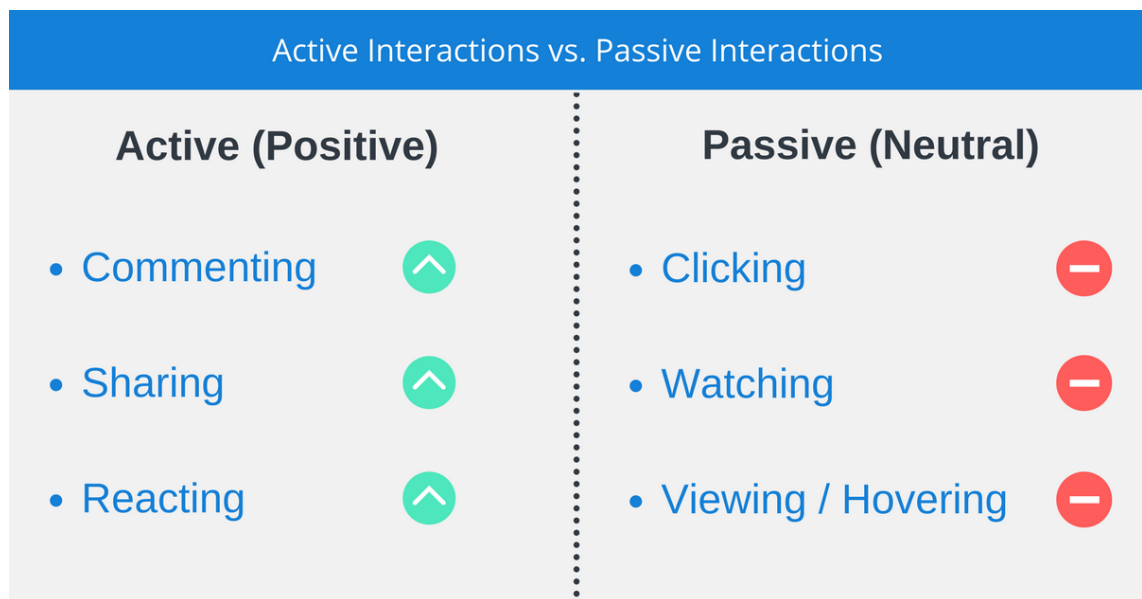 Active Interactions vs. Passive Interactions
Active (Positive)
• Commenting
• Sharing
• Reacting
Passive (Neutral)
• Clicking
• Watching
• Viewing / Hovering